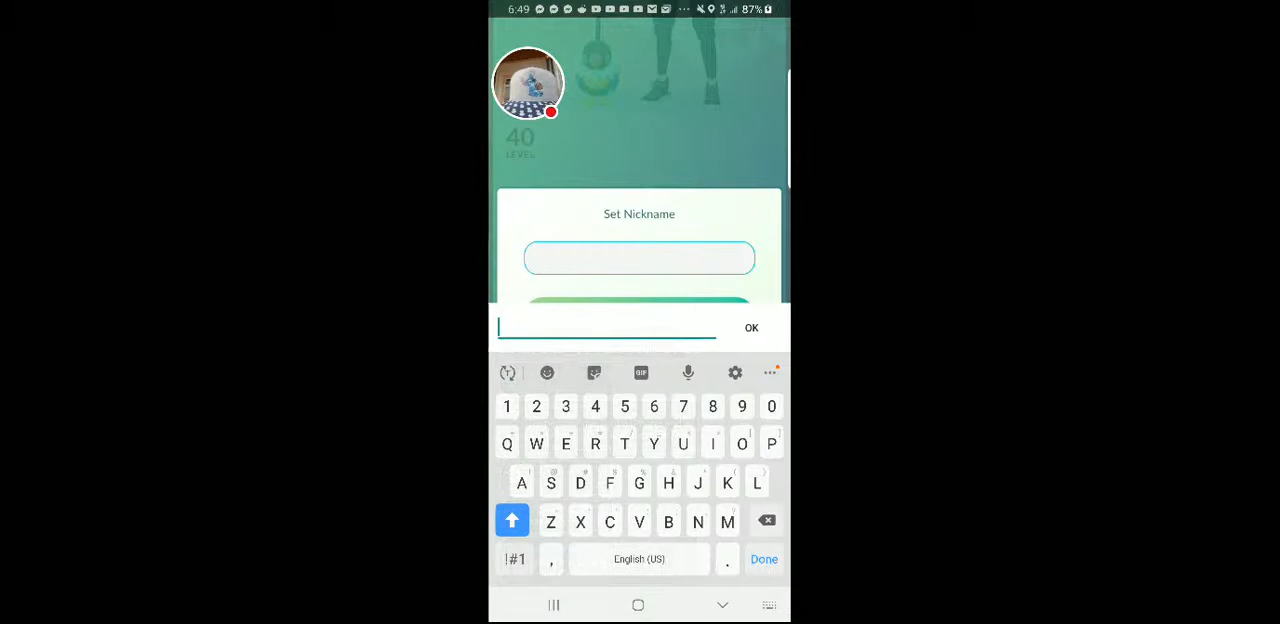 6:49 87%
40
LEVEL
Set Nickname
OK
GIF
1 2 3 4 5 6 7 8 9 0
Q W E R T Y U I O P
A S D F G H J K L
Z X C V B N M
!#1 , English (US) . Done